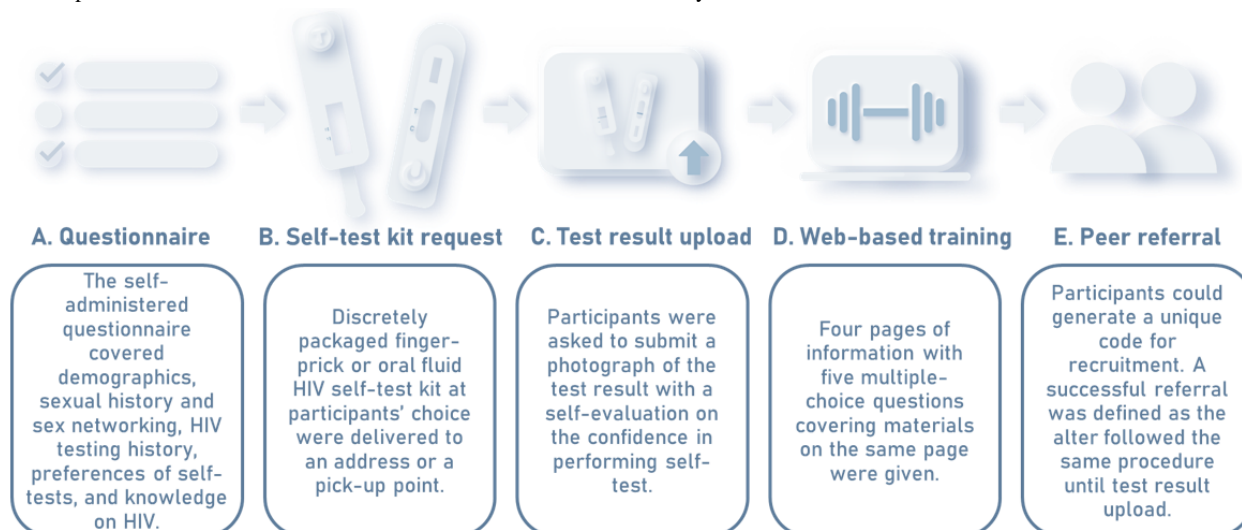 A. Questionnaire
The self-
administered
questionnaire
covered
demographics,
sexual history and
sex networking, HIV
testing history,
preferences of self-
tests, and knowledge
on HIV.
B. Self-test kit request
Discretely
packaged finger-
prick or oral fluid
HIV self-test kit at
participants' choice
were delivered to
an address or a
pick-up point.
C. Test result upload
Participants were
asked to submit a
photograph of the
test result with a
self-evaluation on
the confidence in
performing self-
test.
D. Web-based training
Four pages of
information with
five multiple-
choice questions
covering materials
on the same page
were given.
E. Peer referral
Participants could
generate a unique
code for
recruitment. A
successful referral
was defined as the
alter followed the
same procedure
until test result
upload.